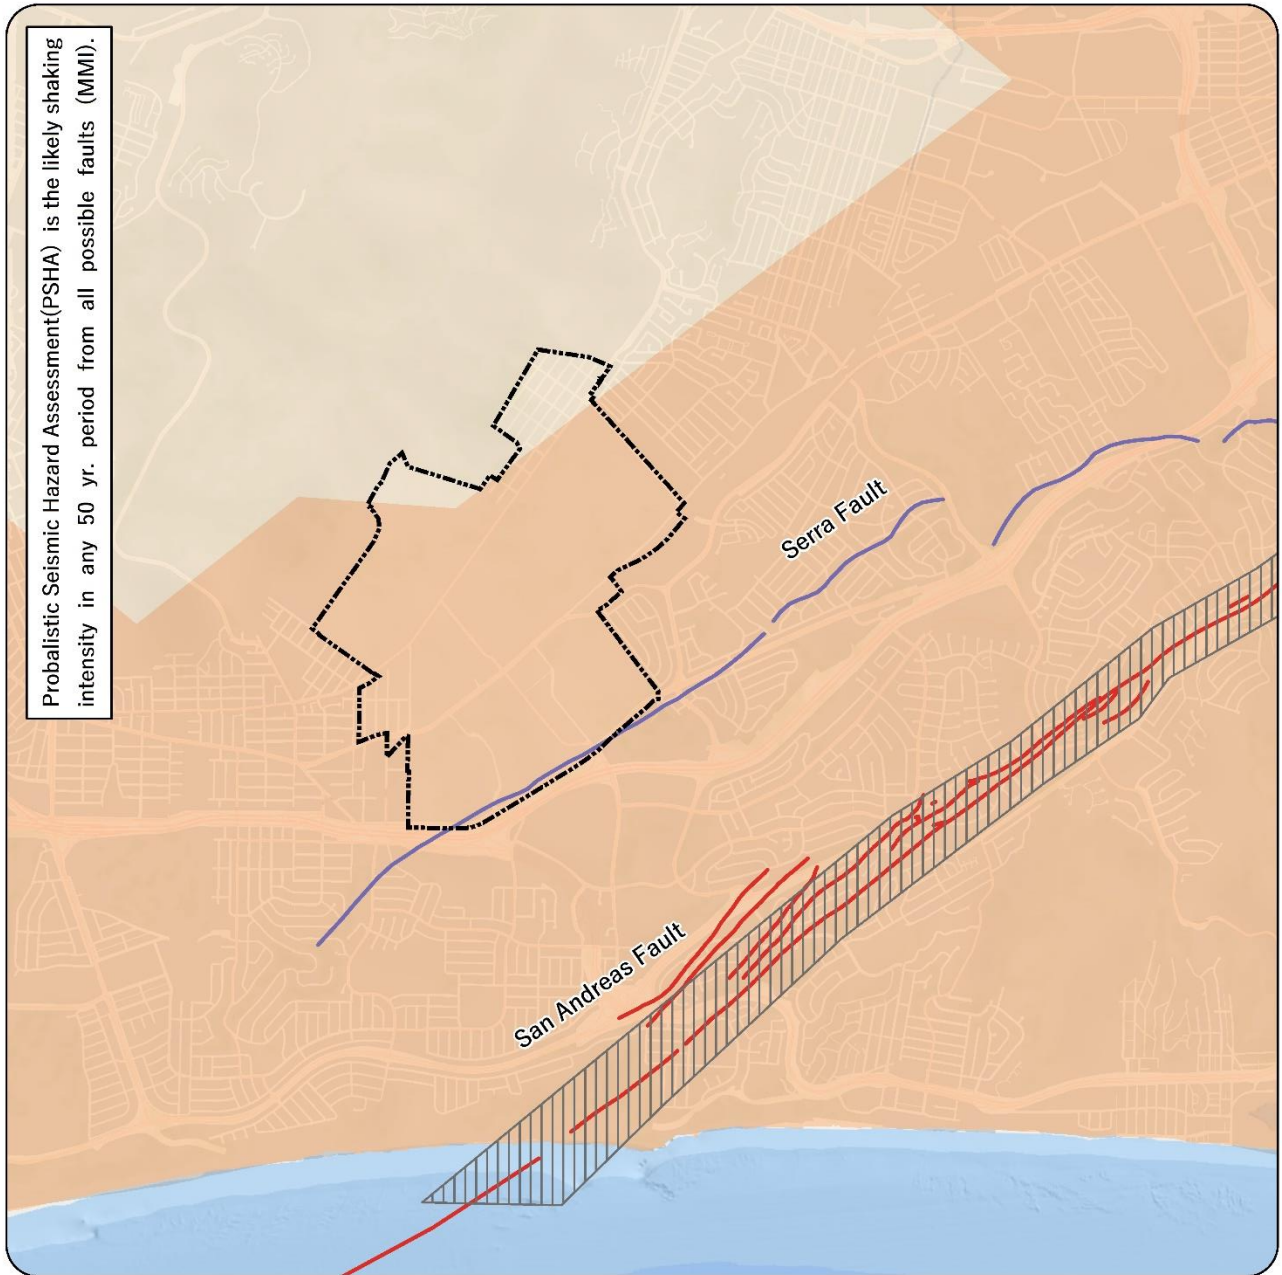 Probalistic Seismic Hazard Assessment(PSHA) is the likely shaking
intensity in any 50 yr. period from all possible faults (MMI).
Serra Fault
San Andreas Fault